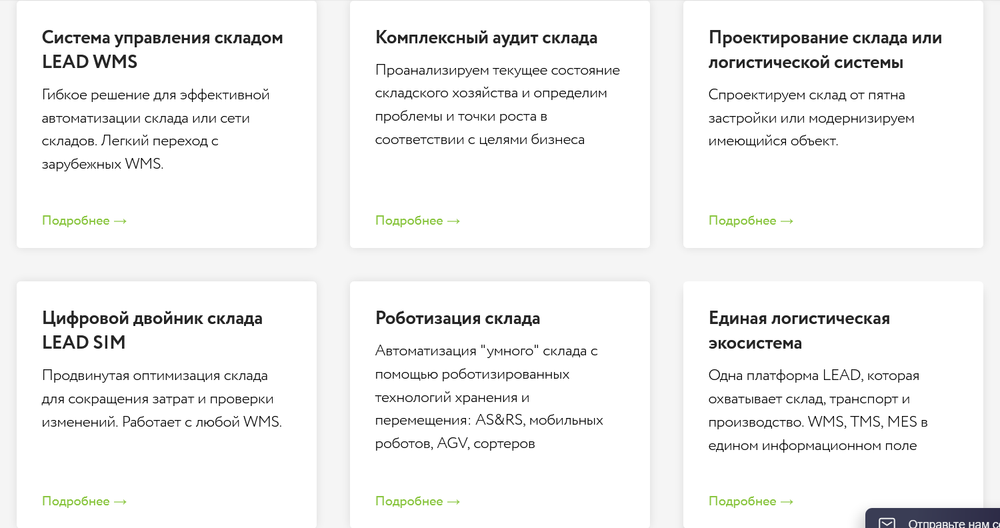 Система управления складом
LEAD WMS
Гибкое решение для эффективной
автоматизации склада или сети
складов. Легкий переход с
зарубежных WMS.
Подробнее →
Комплексный аудит склада
Проанализируем текущее состояние
складского хозяйства и определим
проблемы и точки роста в
соответствии с целями бизнеса
Подробнее →
Проектирование склада или
логистической системы
Спроектируем склад от пятна
застройки или модернизируем
имеющийся объект.
Подробнее →
Цифровой двойник склада
LEAD SIM
Продвинутая оптимизация склада
для сокращения затрат и проверки
изменений. Работает с любой WMS.
Подробнее →
Роботизация склада
Автоматизация "умного" склада с
помощью роботизированных
технологий хранения и
перемещения: AS&RS, мобильных
роботов, AGV, сортеров
Подробнее →
Единая логистическая
экосистема
Одна платформа LEAD, которая
охватывает склад, транспорт и
производство. WMS, TMS, MES в
едином информационном поле
Подробнее →
Отправьте нам